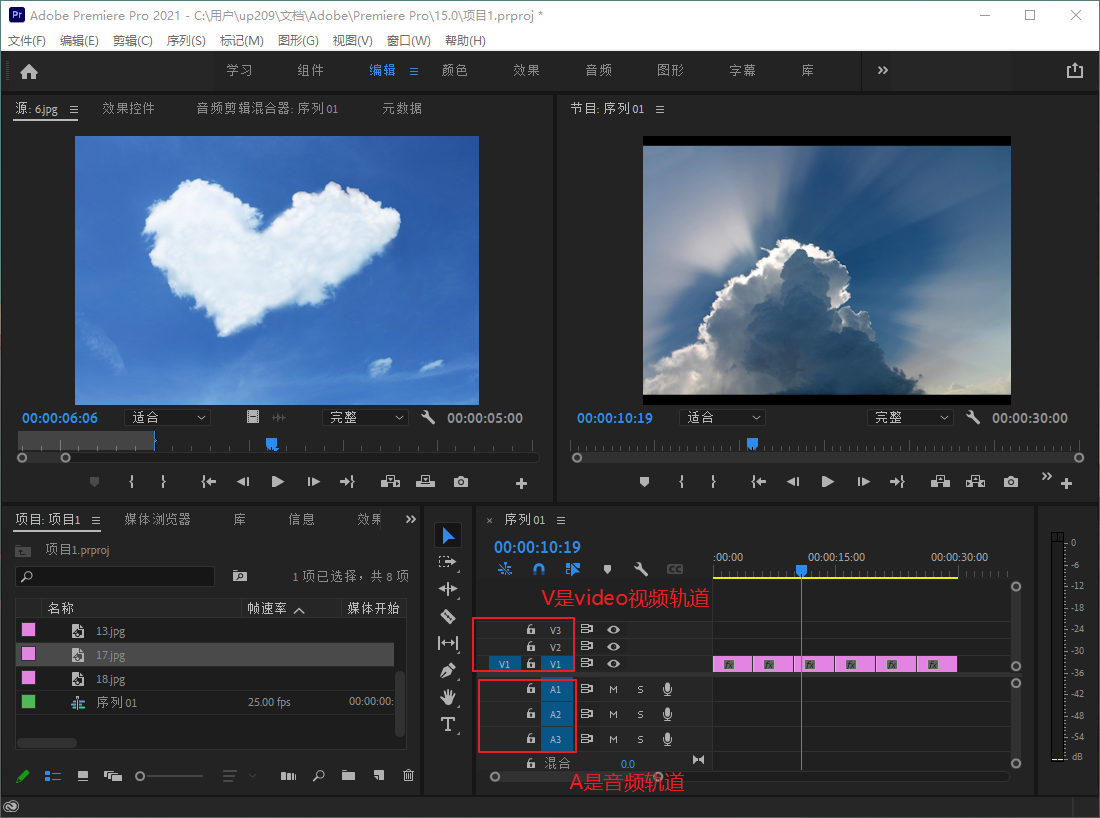 Pr Adobe Premiere Pro 2021 - C:\用户\up209\文档\Adobe\Premiere Pro\15.0\项目1.prproj *
文件(F) 编辑(E) 剪辑(C) 序列(S) 标记(M) 图形(G) 视图(V) 窗口(W) 帮助(H)
学习 组件 编辑 颜色 效果 音频 图形 字幕 库
源: 6.jpg 效果控件 音频剪辑混合器: 序列 01 元数据
节目: 序列 01
00:00:06:06 适合 完整 00:00:05:00
00:00:10:19 适合 完整 00:00:30:00
项目: 项目1 媒体浏览器 库 信息 效果
项目1.prproj
1 项已选择，共 8 项
名称 帧速率 媒体开始
13.jpg
17.jpg
18.jpg
序列 01 25.00 fps 00:00:00:
× 序列 01
00:00:10:19
:00:00 00:00:15:00 00:00:30:00
CC
V是video视频轨道
V3
V2
V1 V1
fx fx fx fx fx fx
A1 M S
A2 M S
A3 M S
混合 0.0
A是音频轨道
0
-6
-12
-18
-24
-30
-36
-42
-48
-54
dB